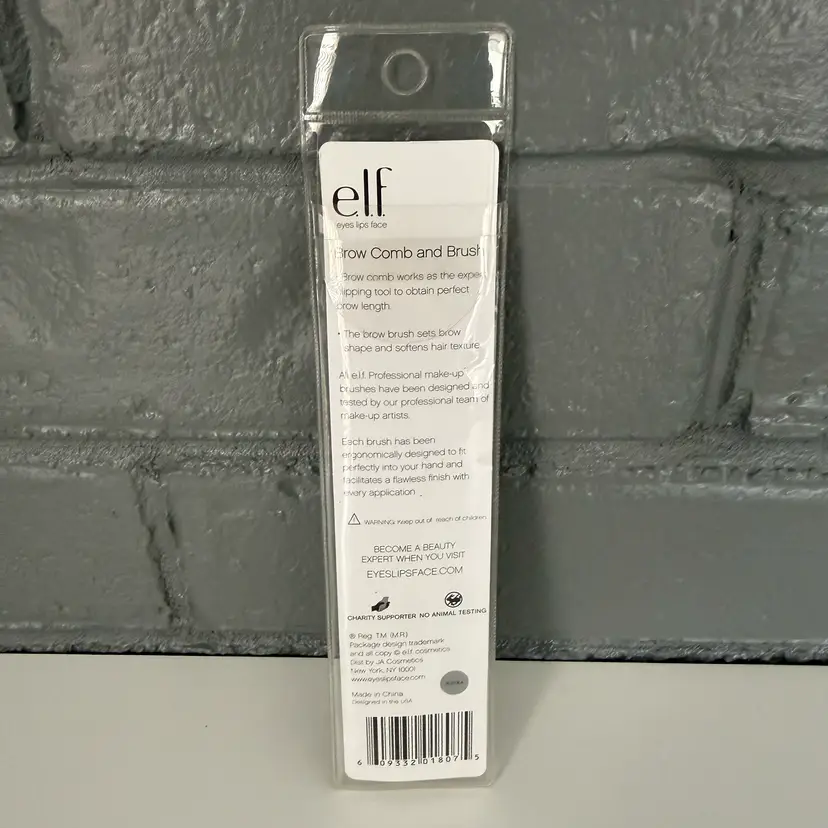 e.l.f.
eyes lips face
Brow Comb and Brush
Brow comb works as the
tool to obtain perfect
brow length.
• The brow brush sets brow
shape and softens hair texture
All e.l.f. Professional make-up
brushes have been designed and
tested by our professional team of
make-up artists.
Each brush has been
ergonomically designed to fit
perfectly into your hand and
facilitates a flawless finish with
every application .
WARNING: Keep out of reach of children
BECOME A BEAUTY
EXPERT WHEN YOU VISIT
EYESLIPSFACE.COM
CHARITY SUPPORTER NO ANIMAL TESTING
® Reg. T.M. (M.R.)
Package design trademark
and all copy © e.l.f. cosmetics
Dist by JA Cosmetics
New York, NY 10001
www.eyeslipsface.com
Made in China
Designed in the USA
6 09332 01807 5